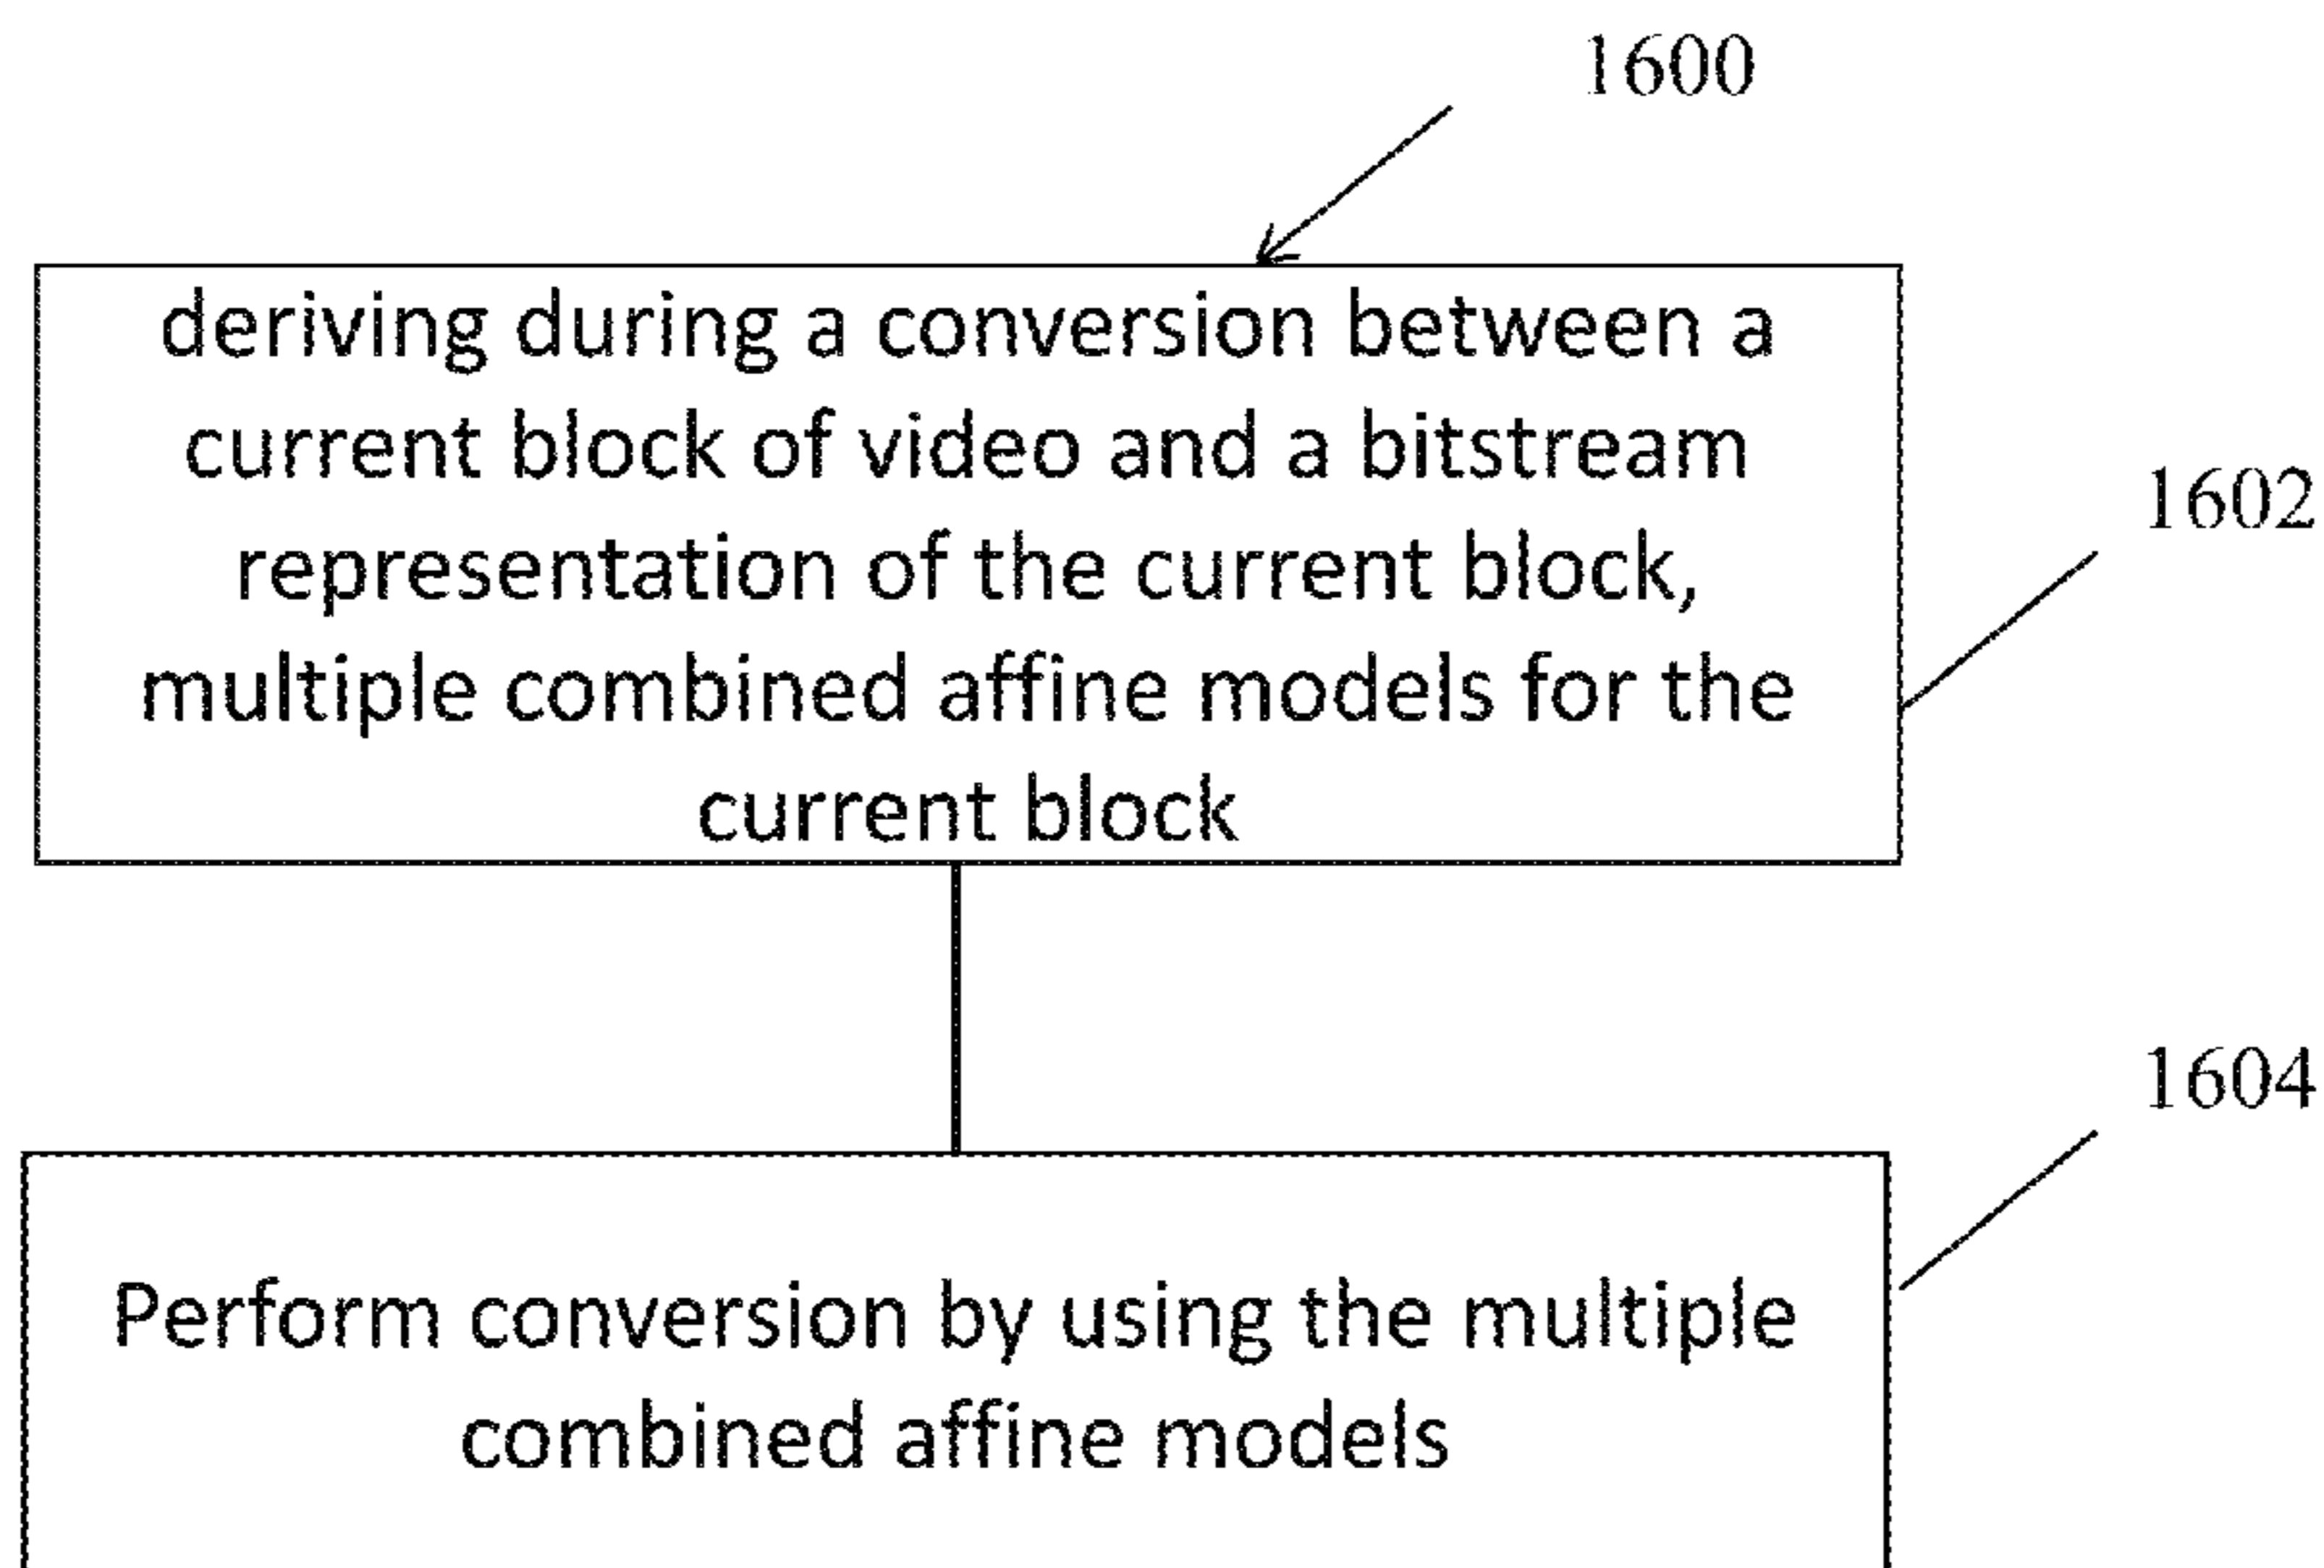 1600
deriving during a conversion between a
current block of video and a bitstream
representation of the current block,
multiple combined affine models for the
current block
1602
1604
Perform conversion by using the multiple
combined affine models